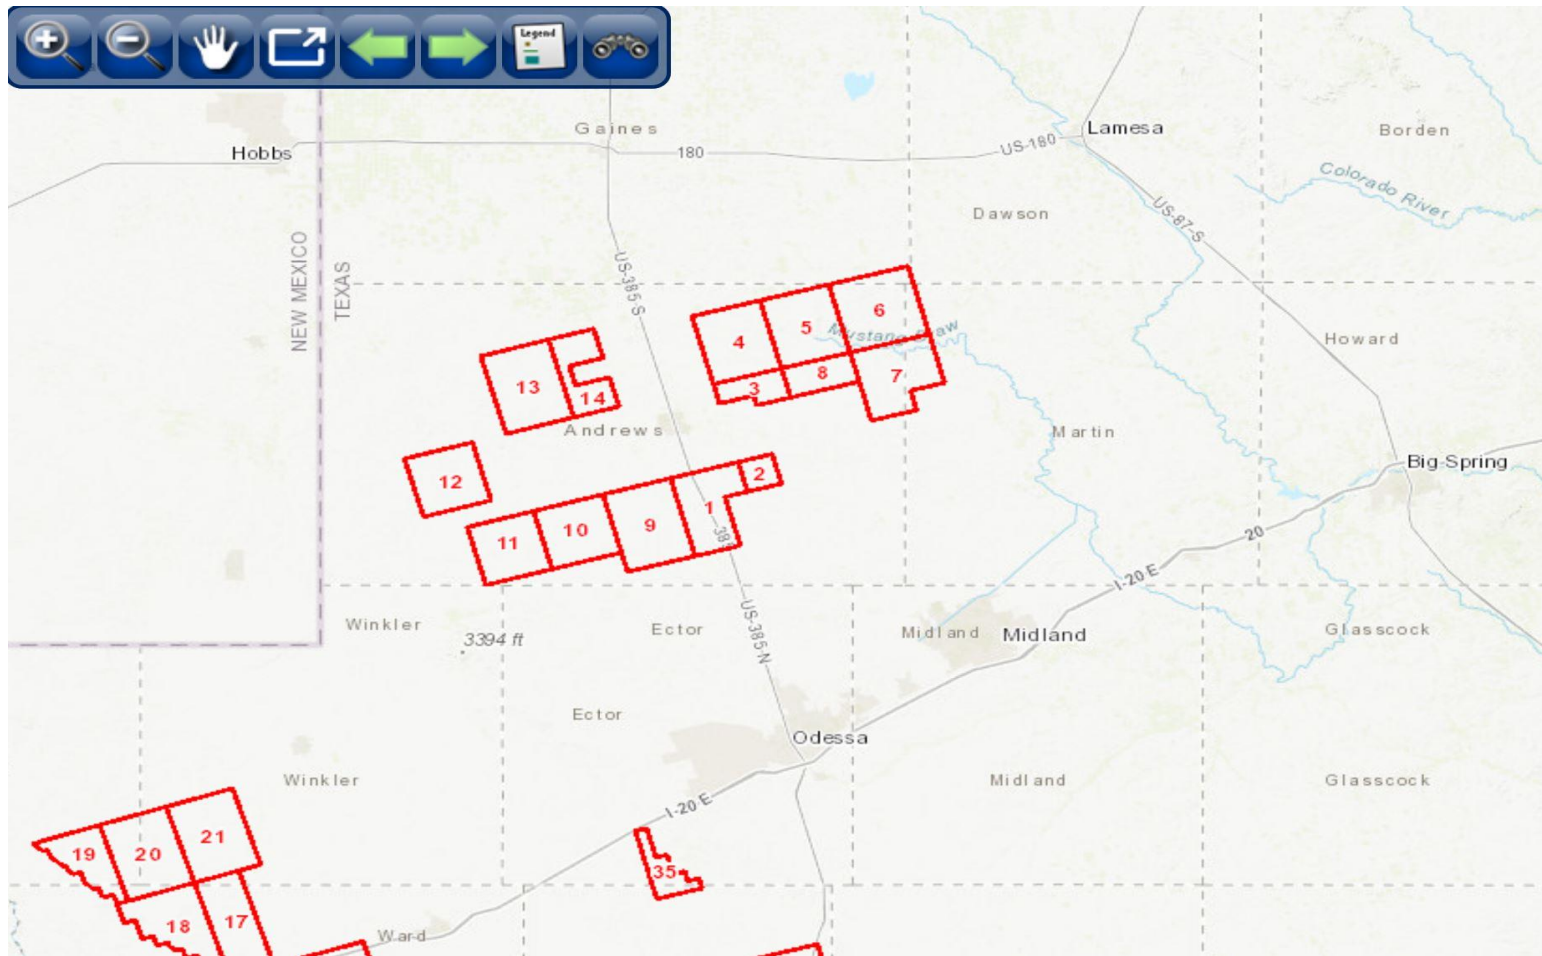 Legend
Gaines
Lamesa
Borden
Hobbs
180
US-180
Colorado River
Dawson
US-87-S
NEW MEXICO
TEXAS
US-385-S
6
5
4
Mustang Draw
Howard
8
7
3
13
14
Andrews
Martin
Big Spring
12
2
1
9
10
11
385
20
I-20 E
Winkler
3394 ft
Ector
US-385-N
Midland
Midland
Glasscock
Ector
Odessa
Winkler
Midland
Glasscock
I-20 E
21
20
19
35
17
18
Ward